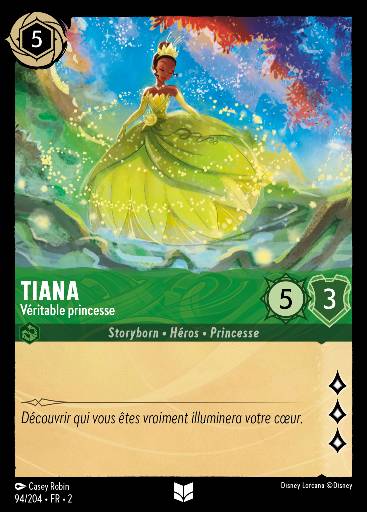 5
TIANA
Véritable princesse
5 3
Storyborn • Héros • Princesse
Découvrir qui vous êtes vraiment illuminera votre cœur.
Casey Robin
Disney Lorcana ©Disney
94/204 • FR • 2